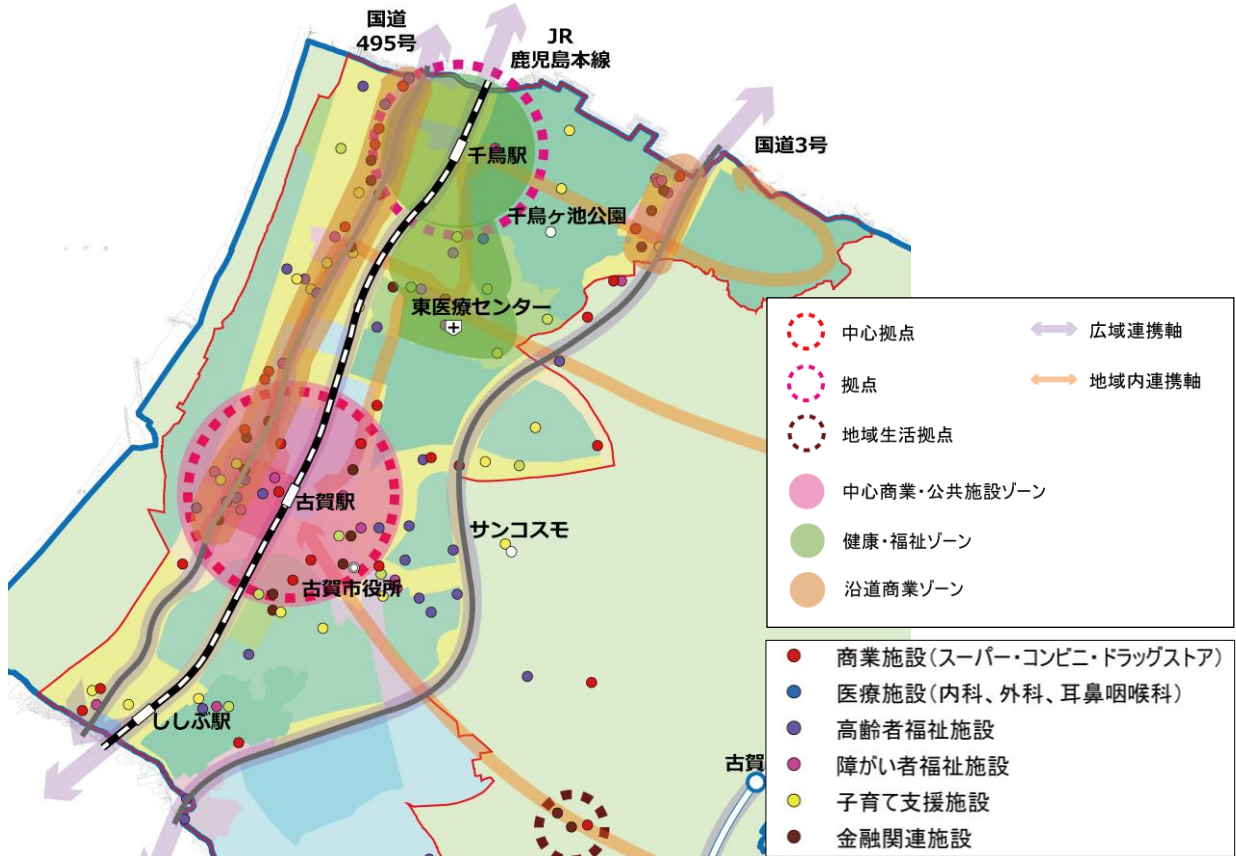 国道
495号
JR
鹿児島本線
国道3号
千鳥駅
千鳥ヶ池公園
東医療センター
古賀駅
サンコスモ
古賀市役所
ししぶ駅
古賀
中心拠点
拠点
地域生活拠点
中心商業・公共施設ゾーン
健康・福祉ゾーン
沿道商業ゾーン
広域連携軸
地域内連携軸
商業施設(スーパー・コンビニ・ドラッグストア)
医療施設(内科、外科、耳鼻咽喉科)
高齢者福祉施設
障がい者福祉施設
子育て支援施設
金融関連施設